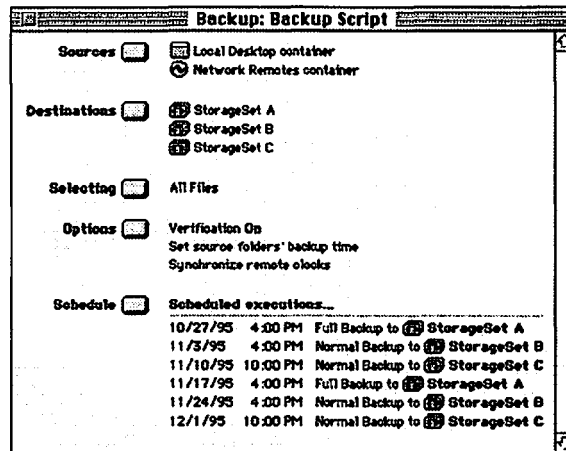 Backup: Backup Script
Sources Local Desktop container
Network Remotes container
Destinations StorageSet A
StorageSet B
StorageSet C
Selecting All Files
Options Verification On
Set source folders' backup time
Synchronize remote clocks
Schedule Scheduled executions...
10/27/95 4:00 PM Full Backup to StorageSet A
11/3/95 4:00 PM Normal Backup to StorageSet B
11/10/95 10:00 PM Normal Backup to StorageSet C
11/17/95 4:00 PM Full Backup to StorageSet A
11/24/95 4:00 PM Normal Backup to StorageSet B
12/1/95 10:00 PM Normal Backup to StorageSet C